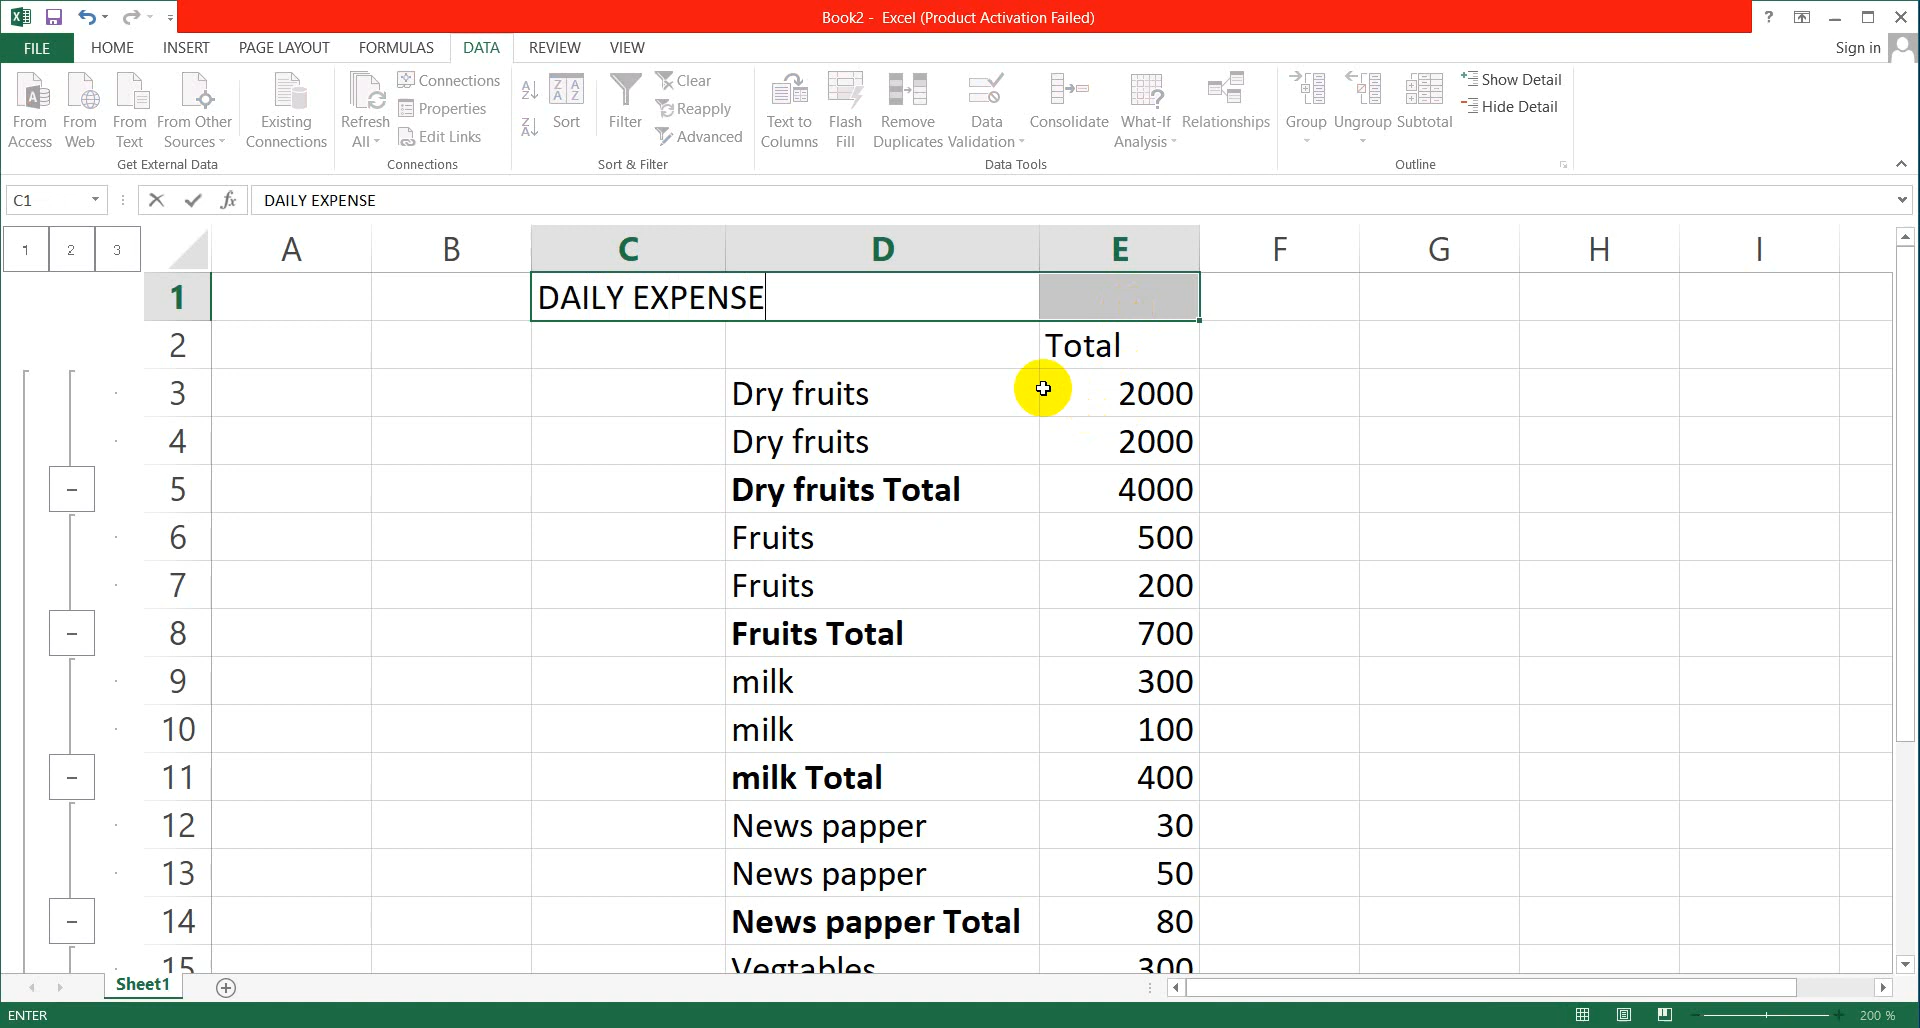 Book2 - Excel (Product Activation Failed)
FILE HOME INSERT PAGE LAYOUT FORMULAS DATA REVIEW VIEW Sign in
From Access
From Web
From Text
From Other Sources
Get External Data
Existing Connections
Refresh All
Connections
Properties
Edit Links
Connections
Sort
Filter
Clear
Reapply
Advanced
Sort & Filter
Text to Columns
Flash Fill
Remove Duplicates
Data Validation
Consolidate
What-If Analysis
Relationships
Data Tools
Group
Ungroup
Subtotal
Show Detail
Hide Detail
Outline
C1 fx DAILY EXPENSE
1 2 3 A B C D E F G H I
1 DAILY EXPENSE
2 Total
3 Dry fruits 2000
4 Dry fruits 2000
5 Dry fruits Total 4000
6 Fruits 500
7 Fruits 200
8 Fruits Total 700
9 milk 300
10 milk 100
11 milk Total 400
12 News papper 30
13 News papper 50
14 News papper Total 80
15 Vegtables 300
Sheet1
ENTER 200 %